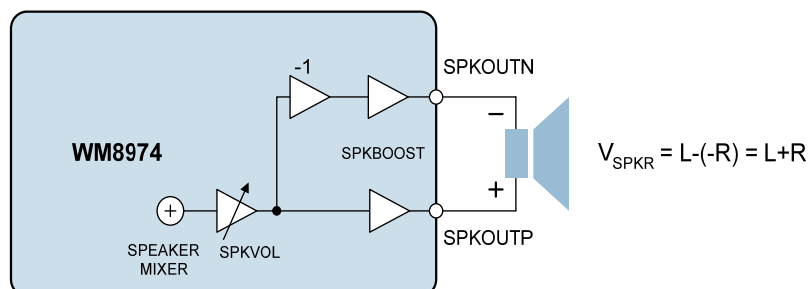 -1
SPKOUTN
WM8974
SPKBOOST
−
V_SPKR = L-(-R) = L+R
+
+
SPEAKER
MIXER
SPKVOL
SPKOUTP